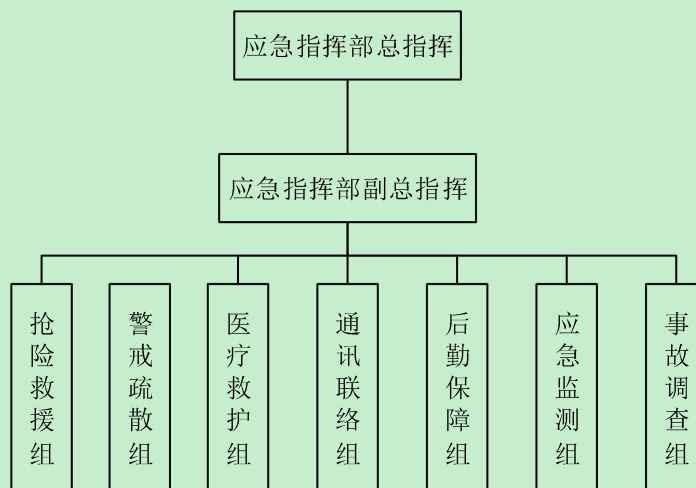 应急指挥部总指挥
应急指挥部副总指挥
抢险救援组
警戒疏散组
医疗救护组
通讯联络组
后勤保障组
应急监测组
事故调查组